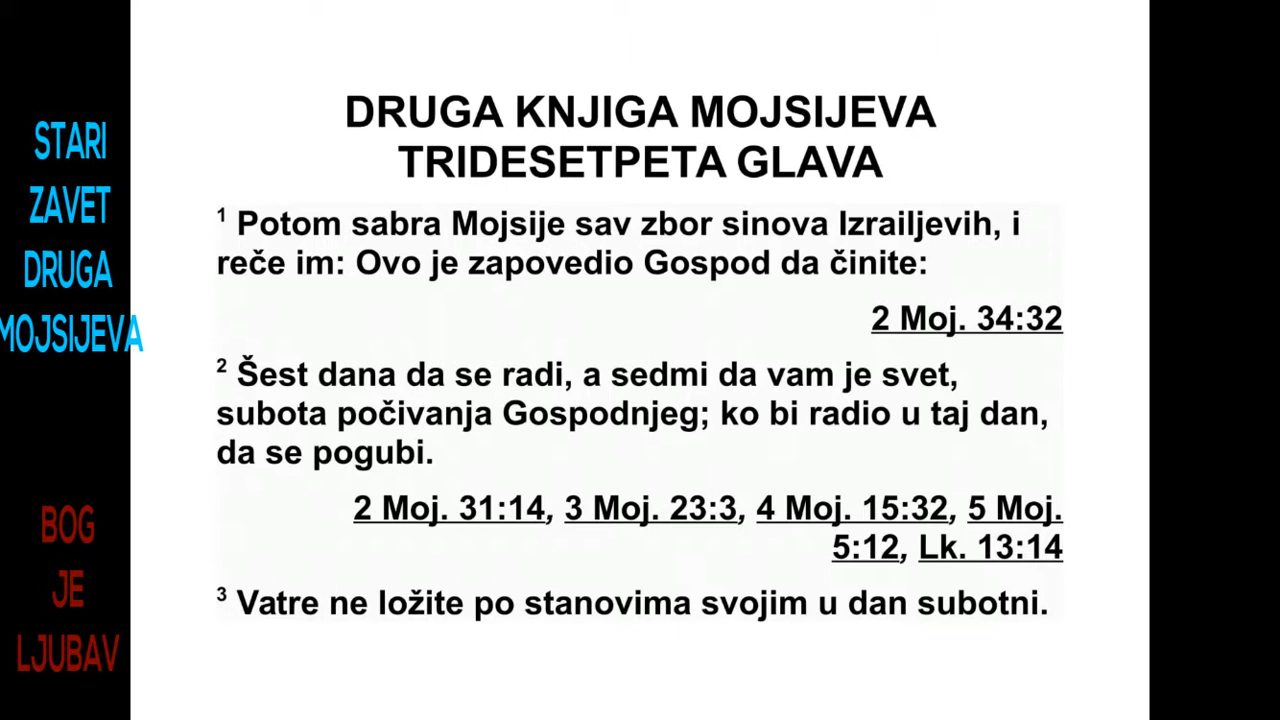 STARI
ZAVET
DRUGA
MOJSIJEVA
BOG
JE
LJUBAV
DRUGA KNJIGA MOJSIJEVA
TRIDESETPETA GLAVA
1 Potom sabra Mojsije sav zbor sinova Izrailjevih, i
reče im: Ovo je zapovedio Gospod da činite:
2 Moj. 34:32
2 Šest dana da se radi, a sedmi da vam je svet,
subota počivanja Gospodnjeg; ko bi radio u taj dan,
da se pogubi.
2 Moj. 31:14, 3 Moj. 23:3, 4 Moj. 15:32, 5 Moj.
5:12, Lk. 13:14
3 Vatre ne ložite po stanovima svojim u dan subotni.